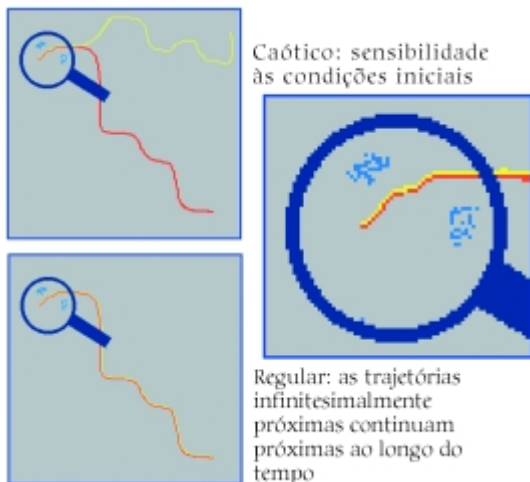 Caótico: sensibilidade
às condições iniciais
Regular: as trajetórias
infinitesimalmente
próximas continuam
próximas ao longo do
tempo